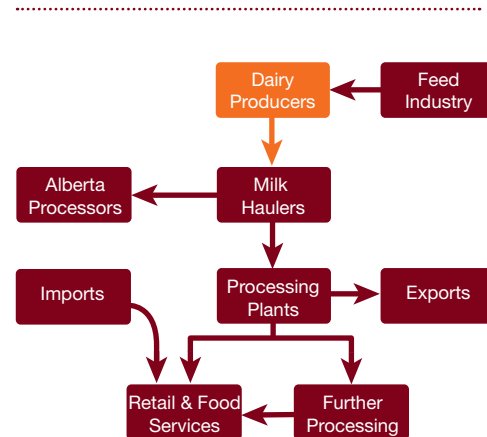 Dairy
Producers
Feed
Industry
Alberta
Processors
Milk
Haulers
Imports
Processing
Plants
Exports
Retail & Food
Services
Further
Processing